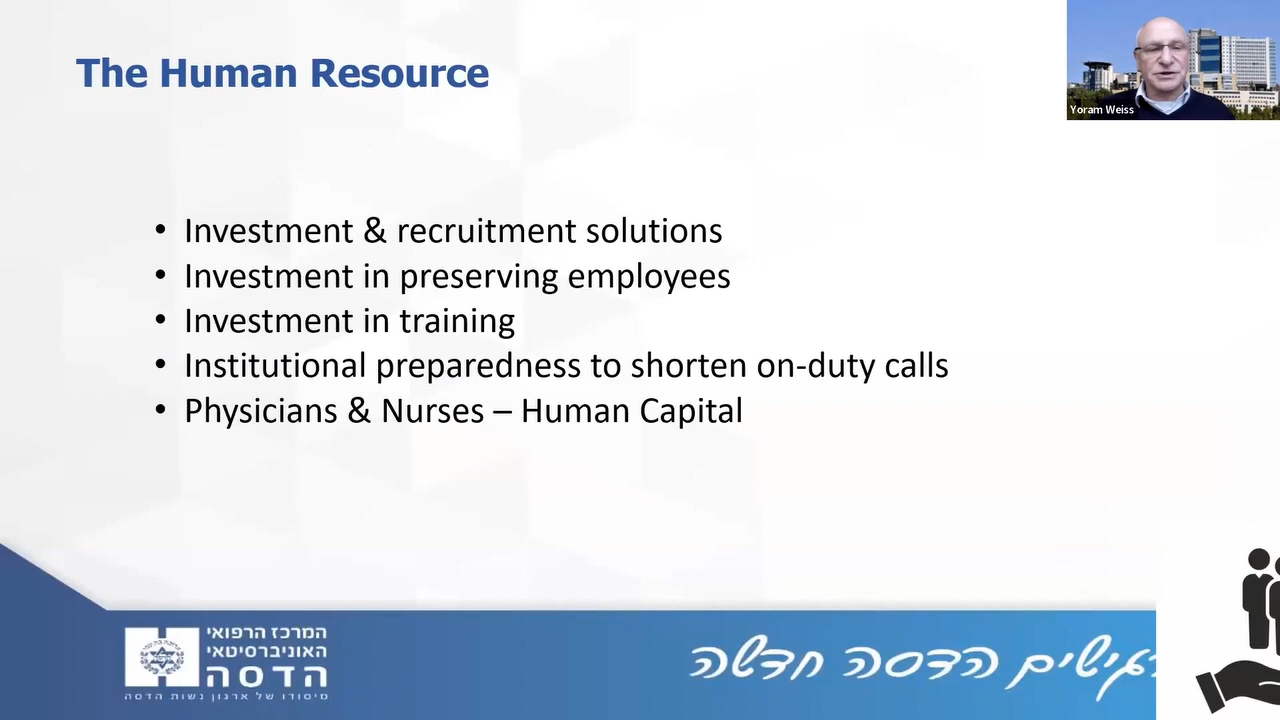 The Human Resource
Yoram Weiss
• Investment & recruitment solutions
• Investment in preserving employees
• Investment in training
• Institutional preparedness to shorten on-duty calls
• Physicians & Nurses – Human Capital
המרכז הרפואי
האוניברסיטאי
הדסה
מיסודו של ארגון נשות הדסה
רגישים הדסה חדשה